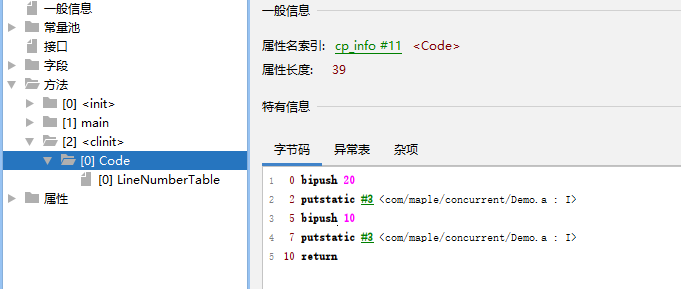 一般信息
常量池
接口
字段
方法
[0] <init>
[1] main
[2] <clinit>
[0] Code
[0] LineNumberTable
属性
一般信息
属性名索引: cp_info #11 <Code>
属性长度: 39
特有信息
字节码 异常表 杂项
1 0 bipush 20
2 2 putstatic #3 <com/maple/concurrent/Demo.a : I>
3 5 bipush 10
4 7 putstatic #3 <com/maple/concurrent/Demo.a : I>
5 10 return